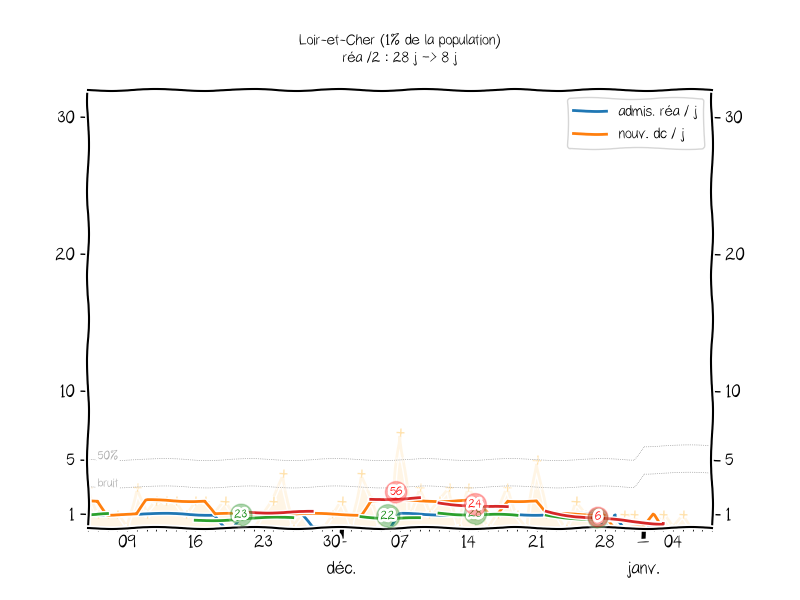 Loir-et-Cher (1% de la population)
réa /2 : 28 j -> 8 j
admis. réa / j
nouv. dc / j
30
30
20
20
10
10
50%
5
5
bruit
56
24
23
22
6
1
1
09 16 23 30 07 14 21 28 04
déc. janv.